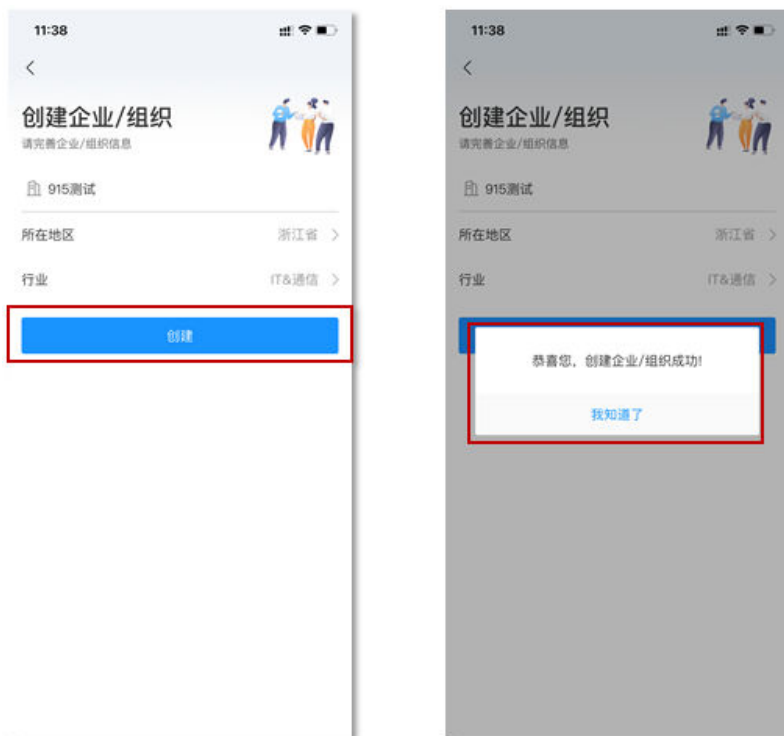 11:38
创建企业/组织
请完善企业/组织信息
915测试
所在地区 浙江省
行业 IT&通信
创建
11:38
创建企业/组织
请完善企业/组织信息
915测试
所在地区 浙江省
行业 IT&通信
恭喜您，创建企业/组织成功!
我知道了